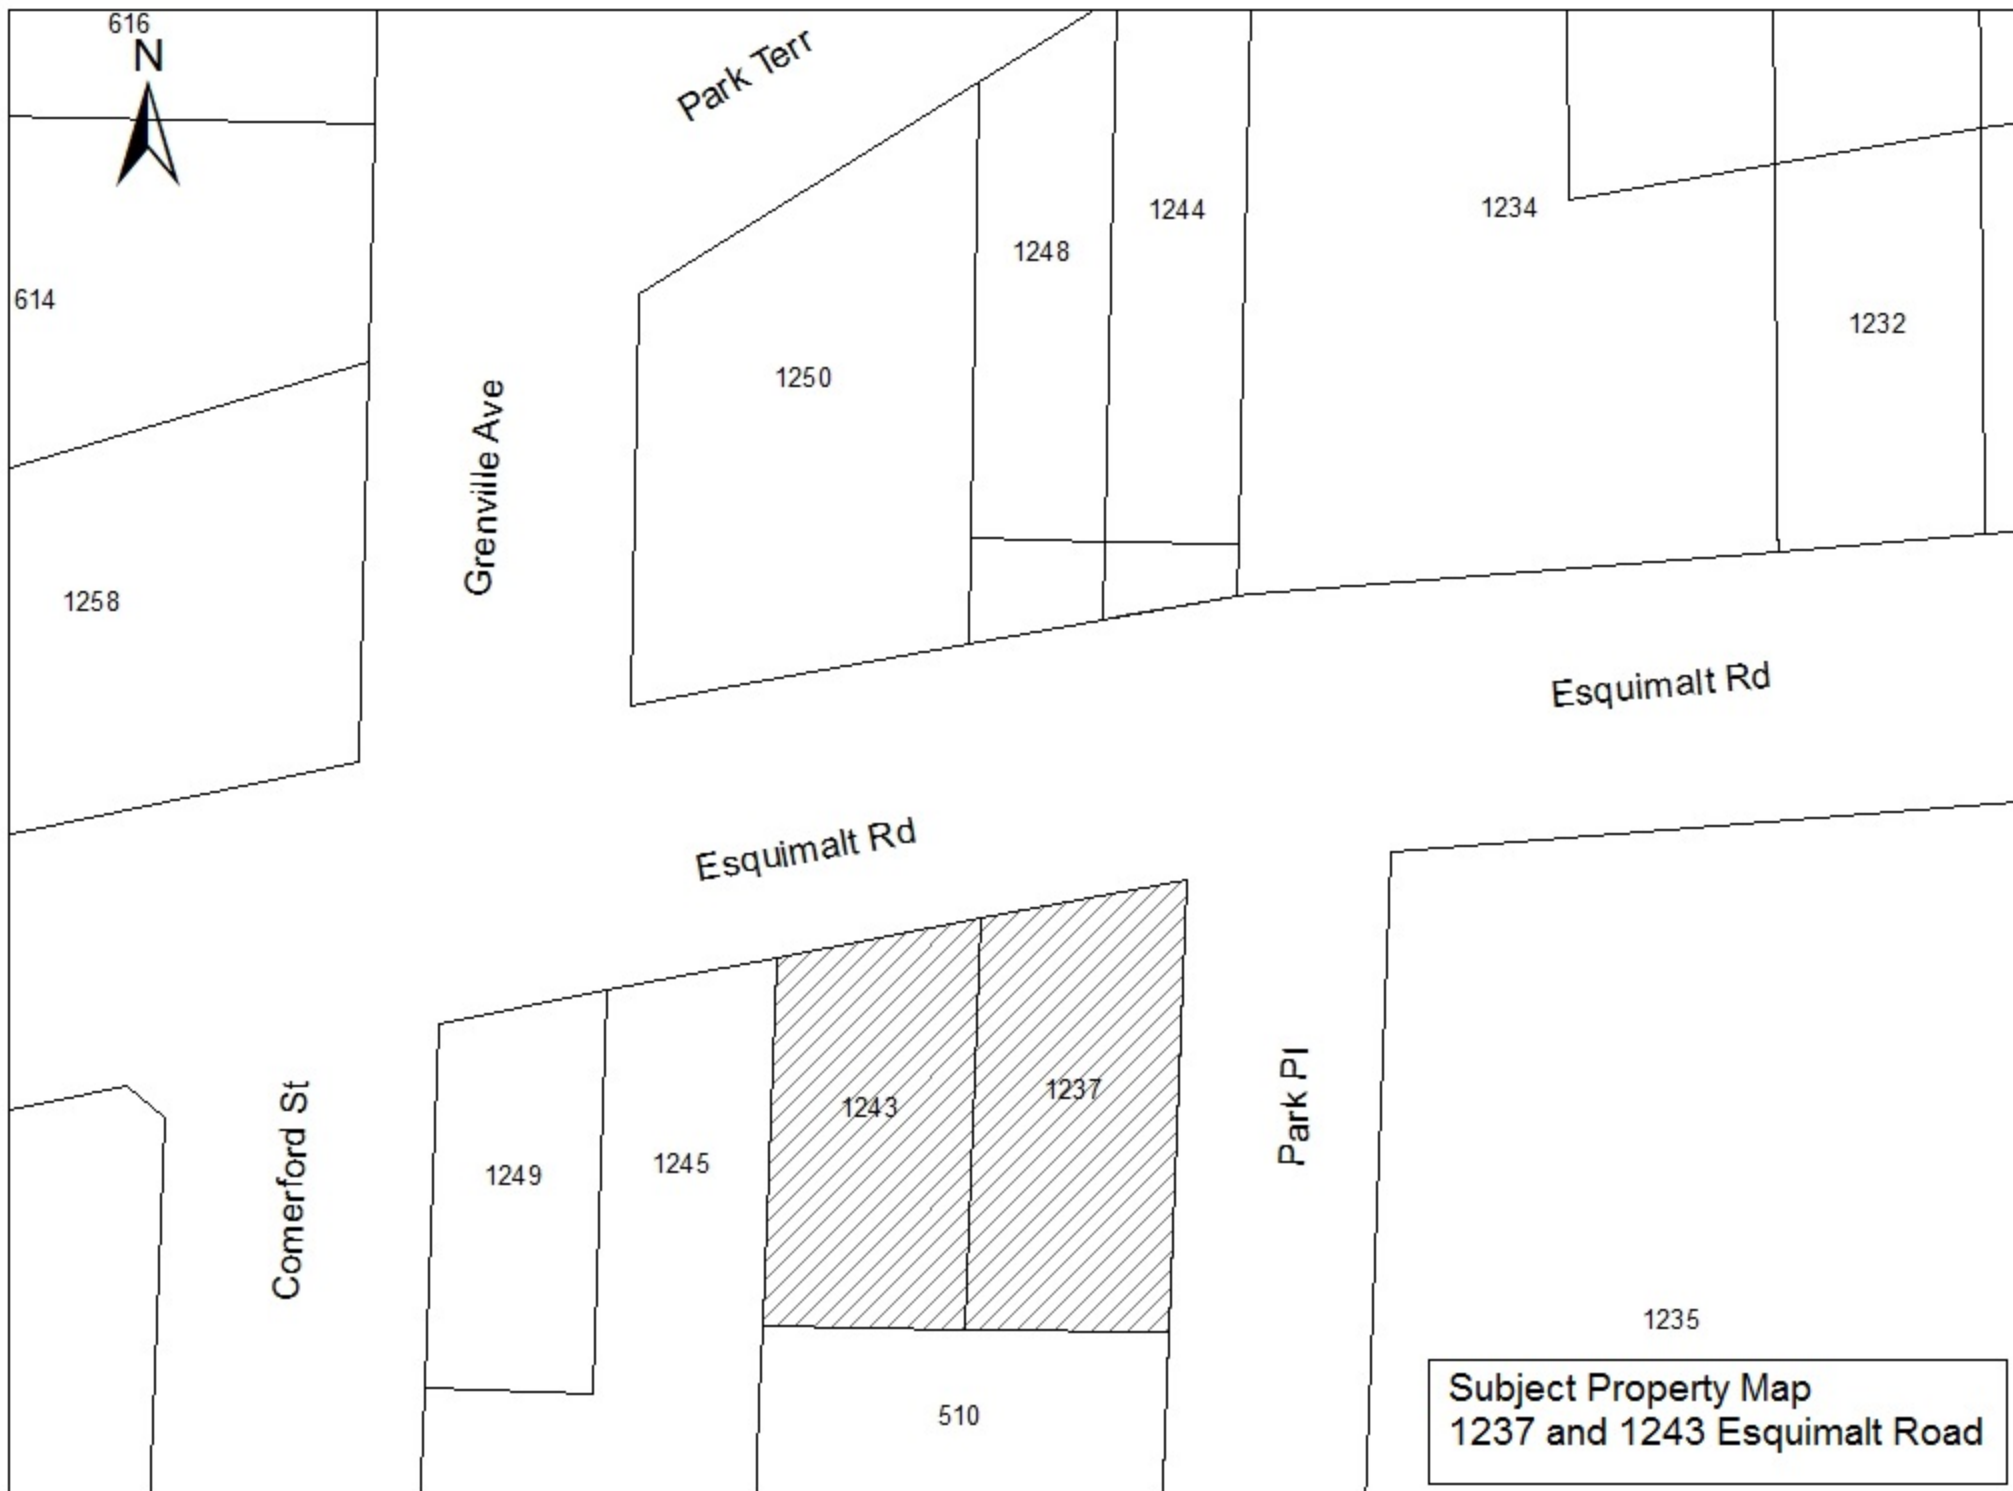 616
N
Park Terr
1244
1234
1248
614
1232
1250
Grenville Ave
1258
Esquimalt Rd
Esquimalt Rd
1237
1243
Park Pl
1245
1249
Comerford St
1235
510
Subject Property Map
1237 and 1243 Esquimalt Road